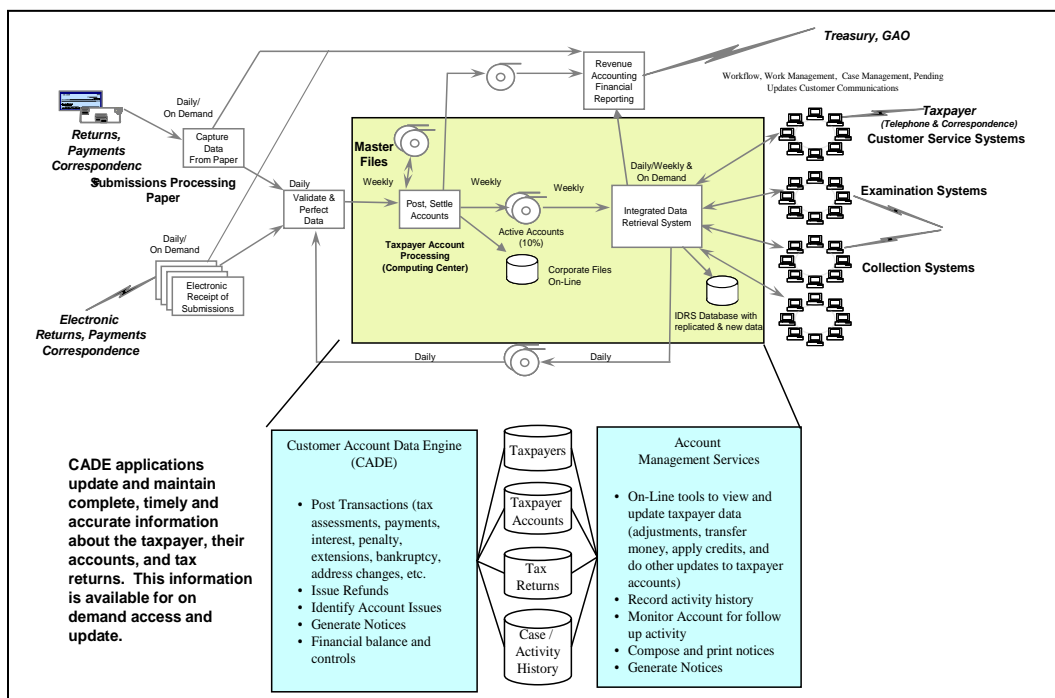 Treasury, GAO
Revenue
Accounting
Financial
Reporting
Workflow, Work Management, Case Management, Pending
Updates Customer Communications
Daily/
On Demand
Returns,
Payments
Correspondenc
e
Capture
Data
From Paper
Submissions Processing
Paper
Taxpayer
(Telephone & Correspondence)
Customer Service Systems
Master
Files
Daily
Validate &
Perfect
Data
Weekly
Weekly
Post, Settle
Accounts
Weekly
Active Accounts
(10%)
Daily/Weekly &
On Demand
Integrated Data
Retrieval System
Examination Systems
Taxpayer Account
Processing
(Computing Center)
Corporate Files
On-Line
Collection Systems
Daily/
On Demand
Electronic
Receipt of
Submissions
Electronic
Returns, Payments
Correspondence
IDRS Database with
replicated & new data
Daily
Daily
CADE applications
update and maintain
complete, timely and
accurate information
about the taxpayer, their
accounts, and tax
returns. This information
is available for on
demand access and
update.
Customer Account Data Engine
(CADE)
• Post Transactions (tax
assessments, payments,
interest, penalty,
extensions, bankruptcy,
address changes, etc.
• Issue Refunds
• Identify Account Issues
• Generate Notices
• Financial balance and
controls
Taxpayers
Taxpayer
Accounts
Tax
Returns
Case /
Activity
History
Account
Management Services
• On-Line tools to view and
update taxpayer data
(adjustments, transfer
money, apply credits, and
do other updates to taxpayer
accounts)
• Record activity history
• Monitor Account for follow
up activity
• Compose and print notices
• Generate Notices